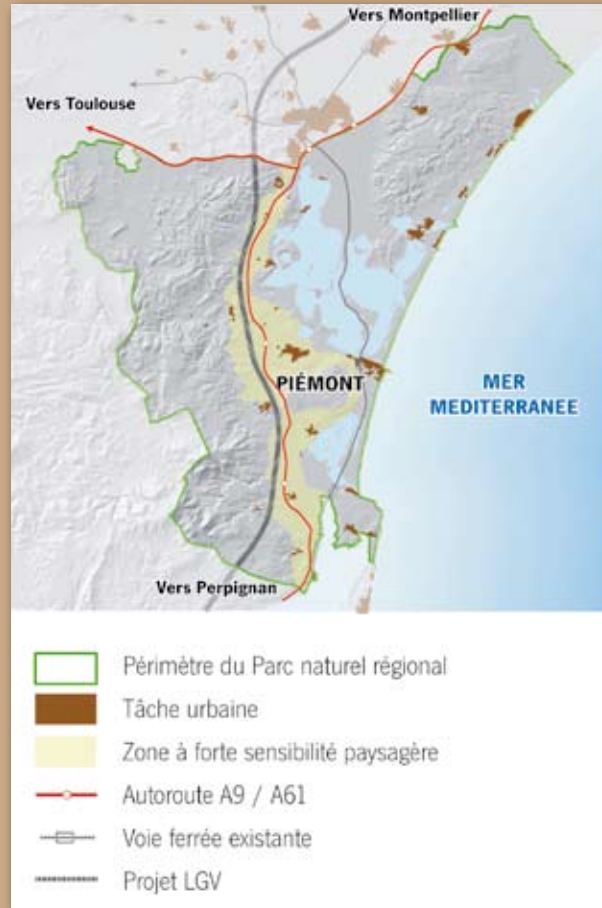 Vers Montpellier
Vers Toulouse
PIÉMONT
MER
MEDITERRANEE
Vers Perpignan
Périmètre du Parc naturel régional
Tâche urbaine
Zone à forte sensibilité paysagère
Autoroute A9 / A61
Voie ferrée existante
Projet LGV